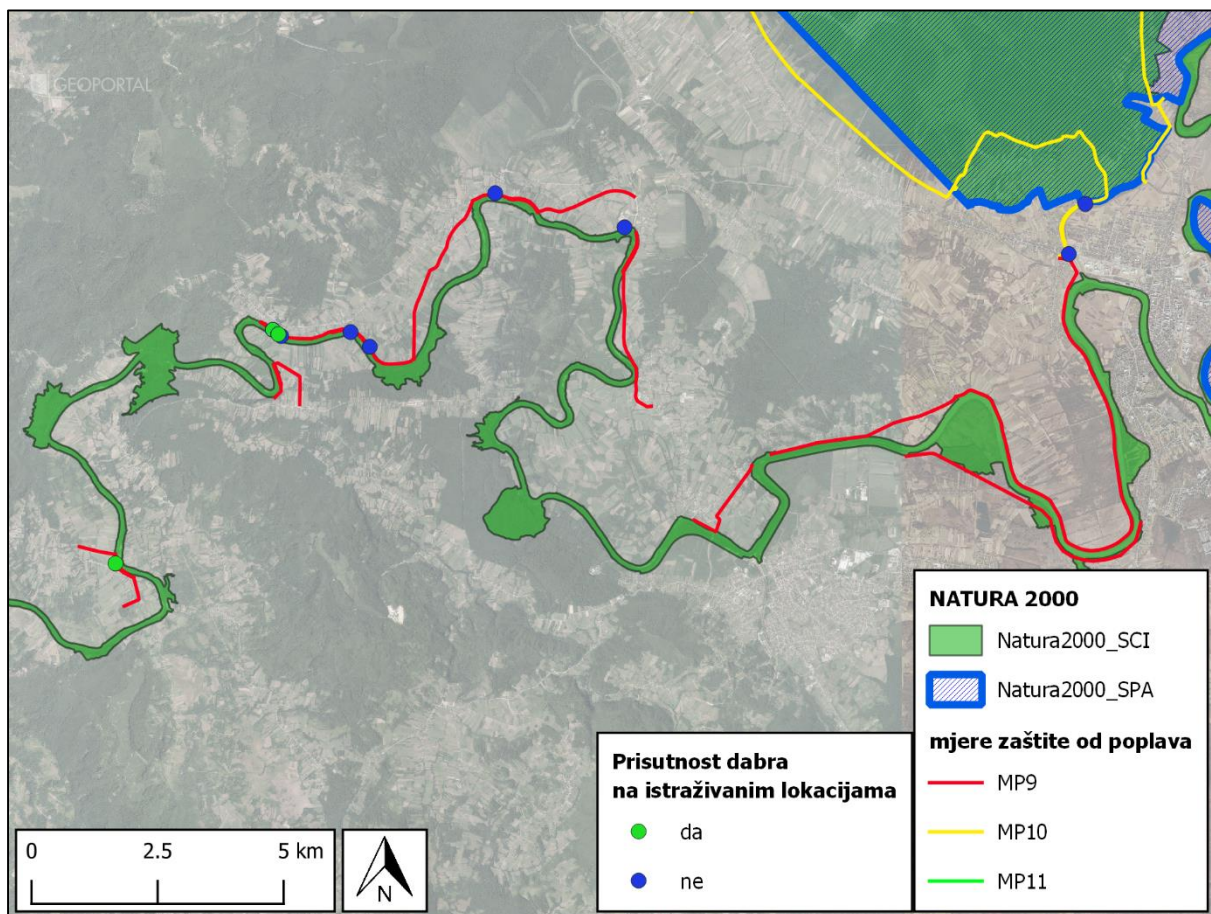 GEOPORTAL
NATURA 2000
Natura2000_SCI
Natura2000_SPA
mjere zaštite od poplava
MP9
MP10
MP11
Prisutnost dabra
na istraživanim lokacijama
da
ne
0 2.5 5 km
N